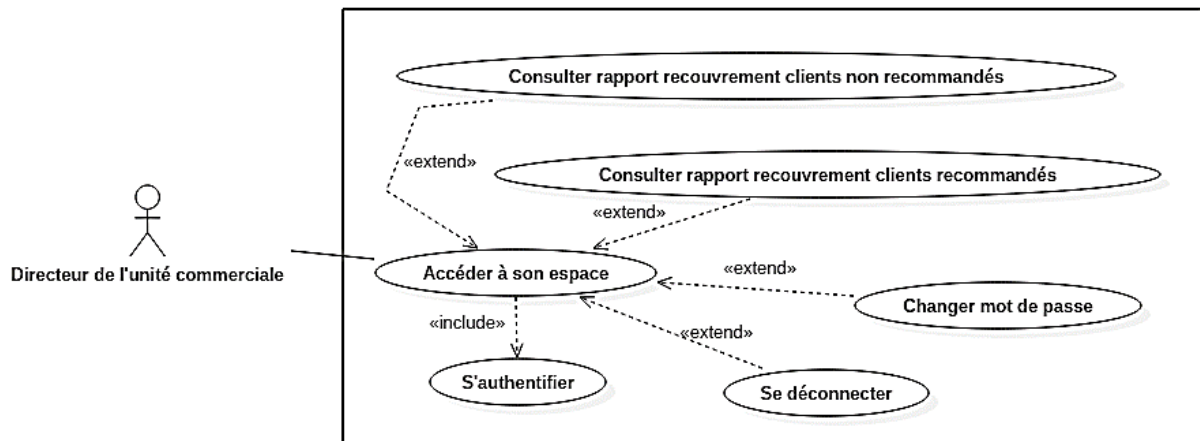 Consulter rapport recouvrement clients non recommandés
«extend»
Consulter rapport recouvrement clients recommandés
«extend»
Directeur de l'unité commerciale
Accéder à son espace
«extend»
Changer mot de passe
«include»
«extend»
S'authentifier
Se déconnecter